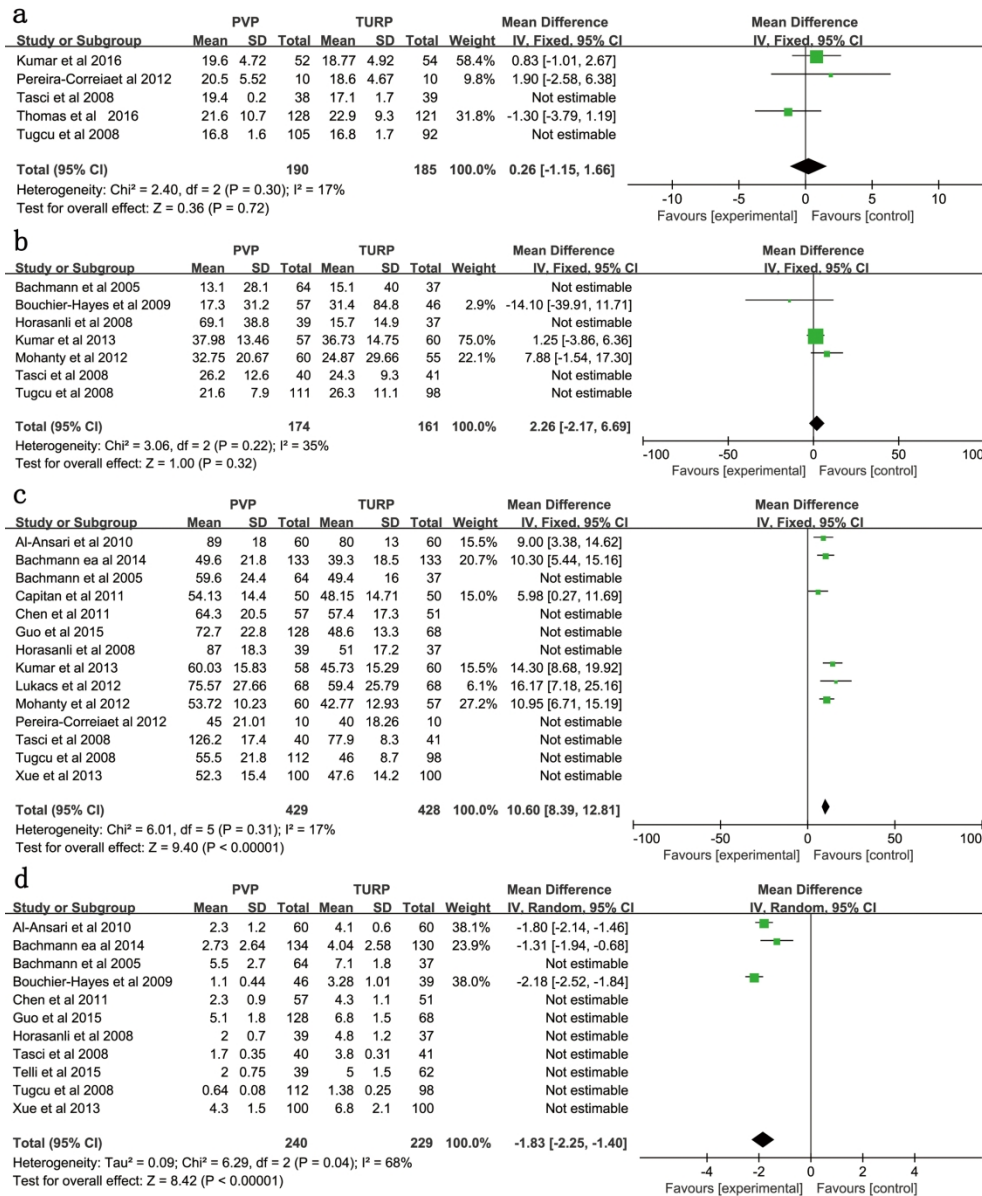 a
PVP TURP Mean Difference Mean Difference
Study or Subgroup Mean SD Total Mean SD Total Weight IV, Fixed, 95% CI IV, Fixed, 95% CI
Kumar et al 2016 19.6 4.72 52 18.77 4.92 54 58.4% 0.83 [-1.01, 2.67]
Pereira-Correiaet al 2012 20.5 5.52 10 18.6 4.67 10 9.8% 1.90 [-2.58, 6.38]
Tasci et al 2008 19.4 0.2 38 17.1 1.7 39 Not estimable
Thomas et al 2016 21.6 10.7 128 22.9 9.3 121 31.8% -1.30 [-3.79, 1.19]
Tugcu et al 2008 16.8 1.6 105 16.8 1.7 92 Not estimable
Total (95% CI) 190 185 100.0% 0.26 [-1.15, 1.66]
Heterogeneity: Chi² = 2.40, df = 2 (P = 0.30); I² = 17%
Test for overall effect: Z = 0.36 (P = 0.72)
-10 -5 0 5 10
Favours [experimental] Favours [control]
b
PVP TURP Mean Difference Mean Difference
Study or Subgroup Mean SD Total Mean SD Total Weight IV, Fixed, 95% CI IV, Fixed, 95% CI
Bachmann et al 2005 13.1 28.1 64 15.1 40 37 Not estimable
Bouchier-Hayes et al 2009 17.3 31.2 57 31.4 84.8 46 2.9% -14.10 [-39.91, 11.71]
Horasanli et al 2008 69.1 38.8 39 15.7 14.9 37 Not estimable
Kumar et al 2013 37.98 13.46 57 36.73 14.75 60 75.0% 1.25 [-3.86, 6.36]
Mohanty et al 2012 32.75 20.67 60 24.87 29.66 55 22.1% 7.88 [-1.54, 17.30]
Tasci et al 2008 26.2 12.6 40 24.3 9.3 41 Not estimable
Tugcu et al 2008 21.6 7.9 111 26.3 11.1 98 Not estimable
Total (95% CI) 174 161 100.0% 2.26 [-2.17, 6.69]
Heterogeneity: Chi² = 3.06, df = 2 (P = 0.22); I² = 35%
Test for overall effect: Z = 1.00 (P = 0.32)
-100 -50 0 50 100
Favours [experimental] Favours [control]
c
PVP TURP Mean Difference Mean Difference
Study or Subgroup Mean SD Total Mean SD Total Weight IV, Fixed, 95% CI IV, Fixed, 95% CI
Al-Ansari et al 2010 89 18 60 80 13 60 15.5% 9.00 [3.38, 14.62]
Bachmann ea 2014 49.6 21.8 133 39.3 18.5 133 20.7% 10.30 [5.44, 15.16]
Bachmann et al 2005 59.6 24.4 64 49.4 16 37 Not estimable
Capitan et al 2011 54.13 14.4 50 48.15 14.71 50 15.0% 5.98 [0.27, 11.69]
Chen et al 2011 64.3 20.5 57 57.4 17.3 51 Not estimable
Guo et al 2015 72.7 22.8 128 48.6 13.3 68 Not estimable
Horasanli et al 2008 87 18.3 39 51 17.2 37 Not estimable
Kumar et al 2013 60.03 15.83 58 45.73 15.29 60 15.5% 14.30 [8.68, 19.92]
Lukacs et al 2012 75.57 27.66 68 59.4 25.79 68 6.1% 16.17 [7.18, 25.16]
Mohanty et al 2012 53.72 10.23 60 42.77 12.93 57 27.2% 10.95 [6.71, 15.19]
Pereira-Correiaet al 2012 45 21.01 10 40 18.26 10 Not estimable
Tasci et al 2008 126.2 17.4 40 77.9 8.3 41 Not estimable
Tugcu et al 2008 55.5 21.8 112 46 8.7 98 Not estimable
Xue et al 2013 52.3 15.4 100 47.6 14.2 100 Not estimable
Total (95% CI) 429 428 100.0% 10.60 [8.39, 12.81]
Heterogeneity: Chi² = 6.01, df = 5 (P = 0.31); I² = 17%
Test for overall effect: Z = 9.40 (P < 0.00001)
-100 -50 0 50 100
Favours [experimental] Favours [control]
d
PVP TURP Mean Difference Mean Difference
Study or Subgroup Mean SD Total Mean SD Total Weight IV, Random, 95% CI IV, Random, 95% CI
Al-Ansari et al 2010 2.3 1.2 60 4.1 0.6 60 38.1% -1.80 [-2.14, -1.46]
Bachmann ea 2014 2.73 2.64 134 4.04 2.58 130 23.9% -1.31 [-1.94, -0.68]
Bachmann et al 2005 5.5 2.7 64 7.1 1.8 37 Not estimable
Bouchier-Hayes et al 2009 1.1 0.44 46 3.28 1.01 39 38.0% -2.18 [-2.52, -1.84]
Chen et al 2011 2.3 0.9 57 4.3 1.1 51 Not estimable
Guo et al 2015 5.1 1.8 128 6.8 1.5 68 Not estimable
Horasanli et al 2008 2 0.7 39 4.8 1.2 37 Not estimable
Tasci et al 2008 1.7 0.35 40 3.8 0.31 41 Not estimable
Telli et al 2015 2 0.75 39 5 1.5 62 Not estimable
Tugcu et al 2008 0.64 0.08 112 1.38 0.25 98 Not estimable
Xue et al 2013 4.3 1.5 100 6.8 2.1 100 Not estimable
Total (95% CI) 240 229 100.0% -1.83 [-2.25, -1.40]
Heterogeneity: Tau² = 0.09; Chi² = 6.29, df = 2 (P = 0.04); I² = 68%
Test for overall effect: Z = 8.42 (P < 0.00001)
-4 -2 0 2 4
Favours [experimental] Favours [control]